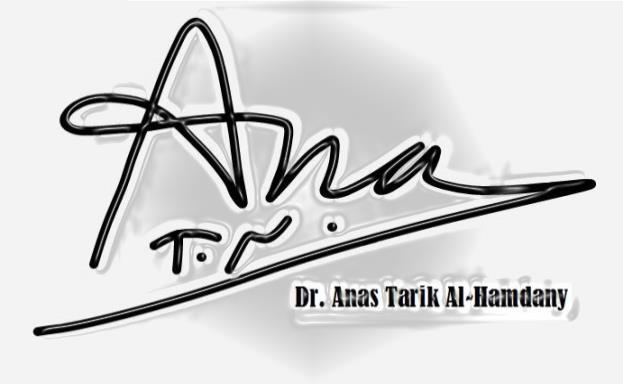 Ana
T. N.
Dr. Anas Tarik Al-Hamdany